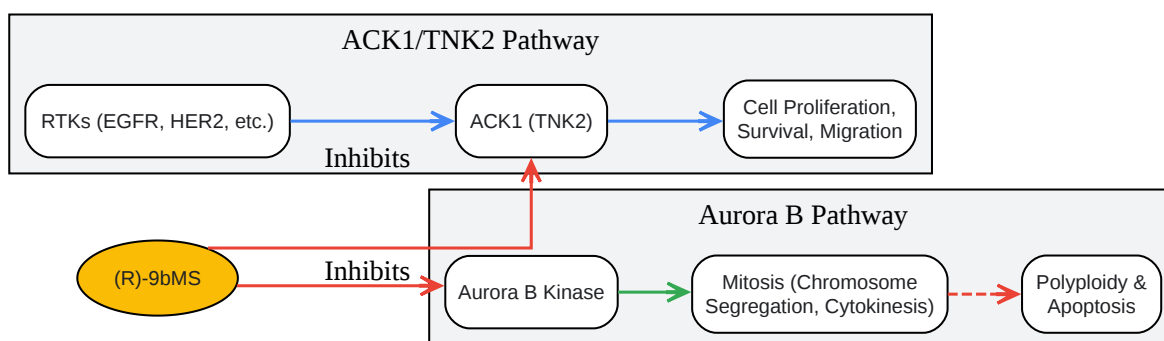 ACK1/TNK2 Pathway
RTKs (EGFR, HER2, etc.)
ACK1 (TNK2)
Cell Proliferation,
Survival, Migration
Inhibits
Aurora B Pathway
(R)-9bMS
Inhibits
Aurora B Kinase
Mitosis (Chromosome
Segregation, Cytokinesis)
Polyploidy &
Apoptosis